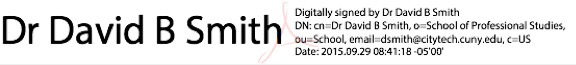 Dr David B Smith
Digitally signed by Dr David B Smith
DN: cn=Dr David B Smith, o=School of Professional Studies,
ou=School, email=dsmith@citytech.cuny.edu, c=US
Date: 2015.09.29 08:41:18 -05'00'